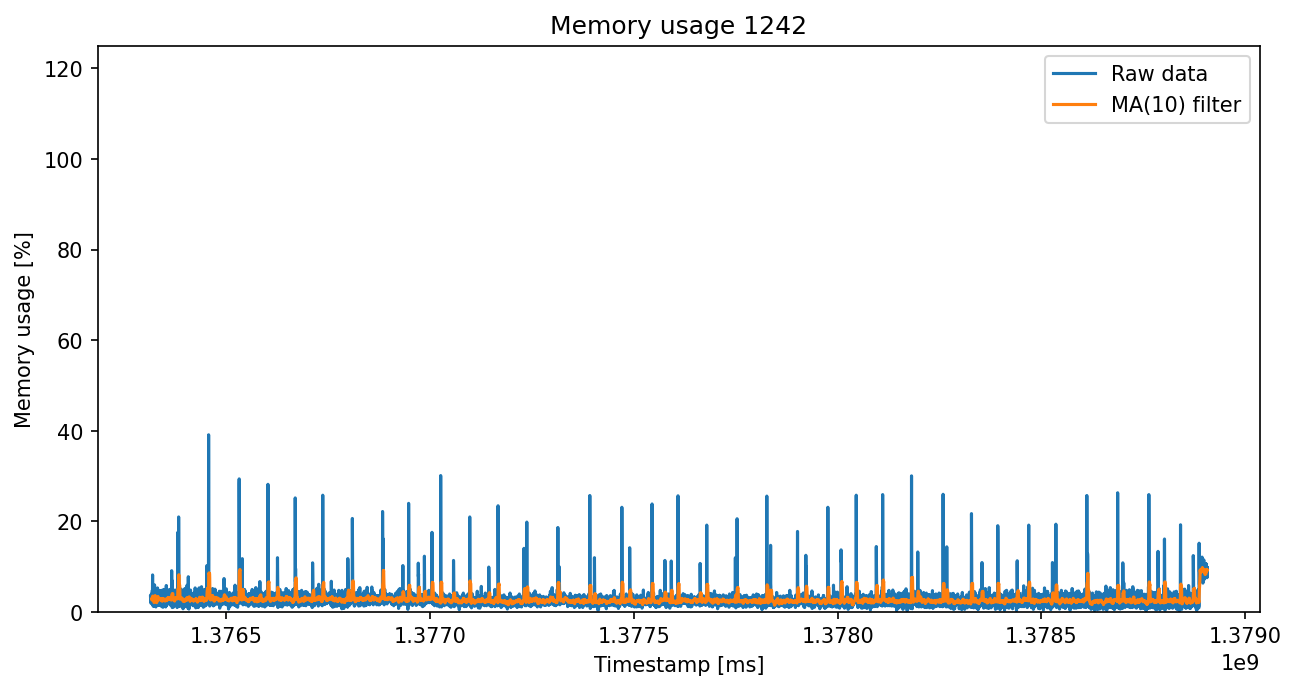 Memory usage 1242
Raw data
MA(10) filter
Memory usage [%]
120
100
80
60
40
20
0
1.3765 1.3770 1.3775 1.3780 1.3785 1.3790
1e9
Timestamp [ms]